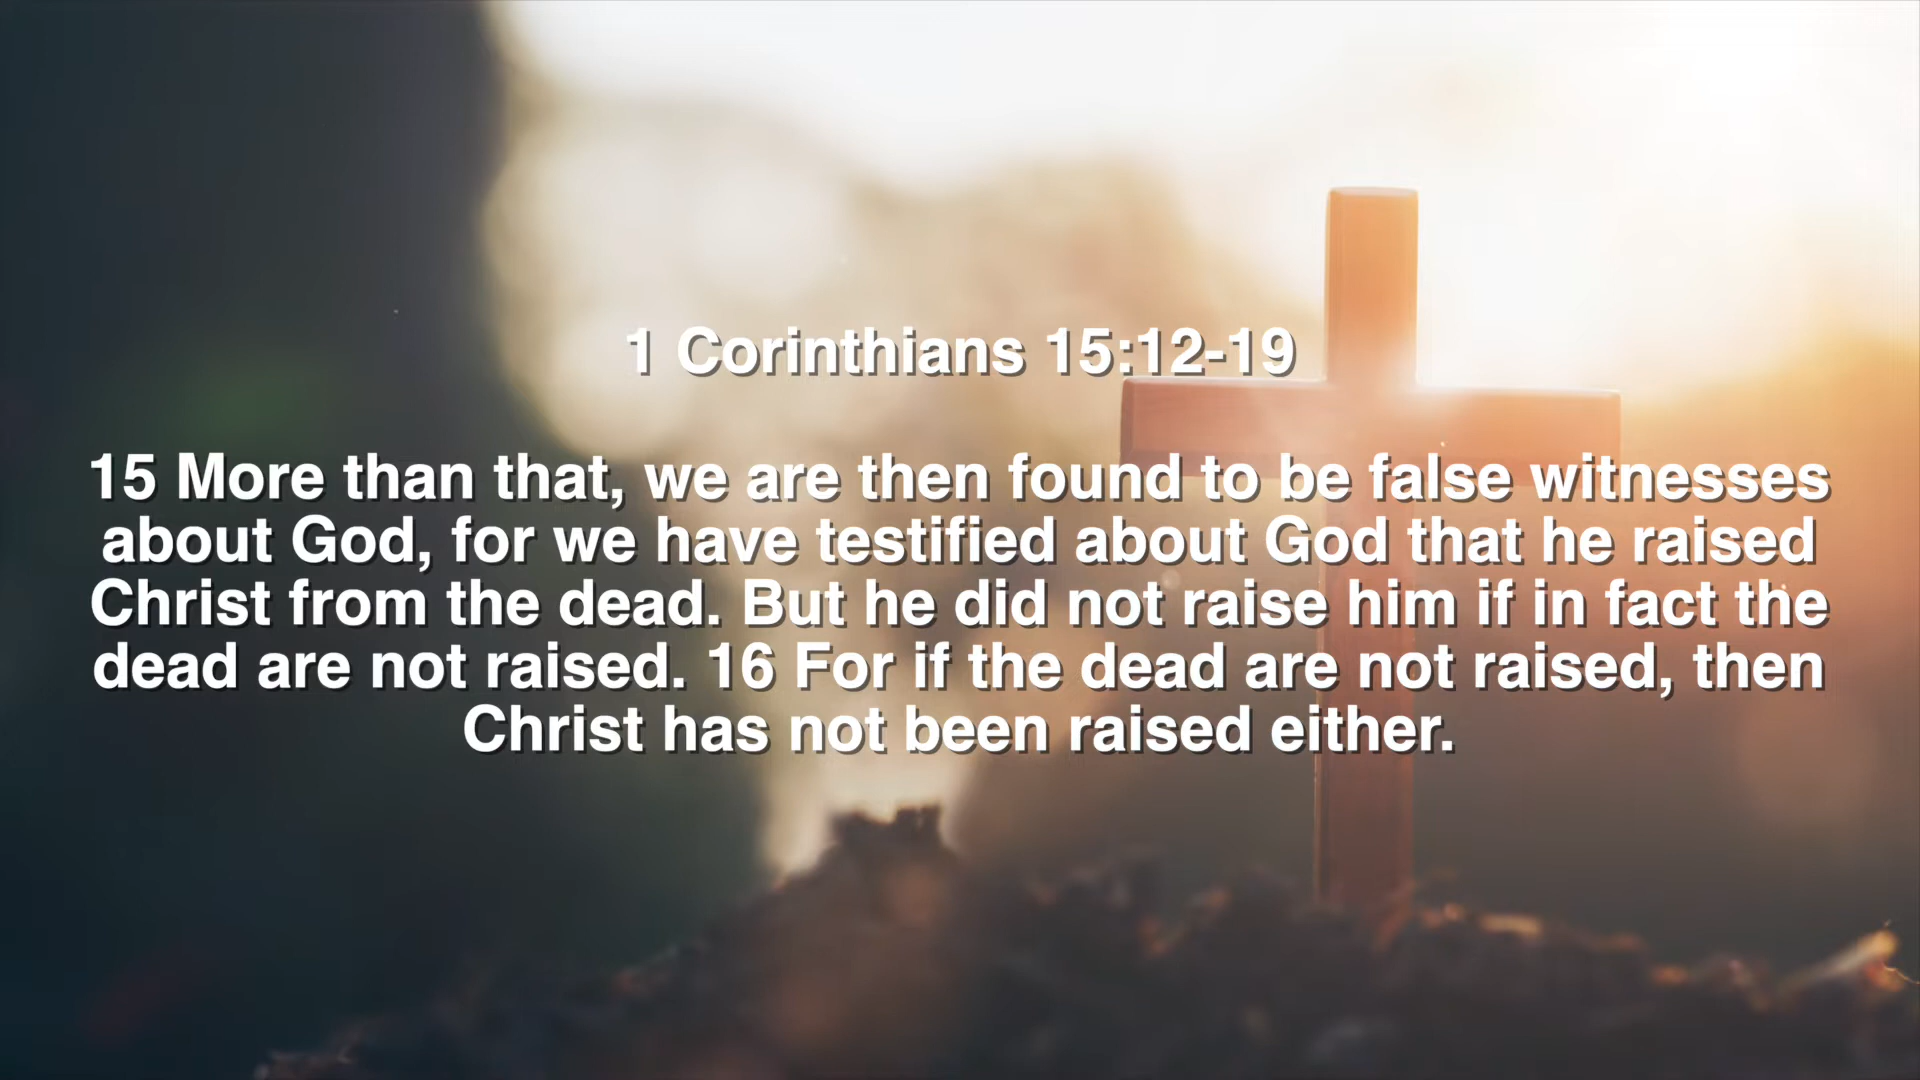 1 Corinthians 15:12-19
15 More than that, we are then found to be false witnesses
about God, for we have testified about God that he raised
Christ from the dead. But he did not raise him if in fact the
dead are not raised. 16 For if the dead are not raised, then
Christ has not been raised either.